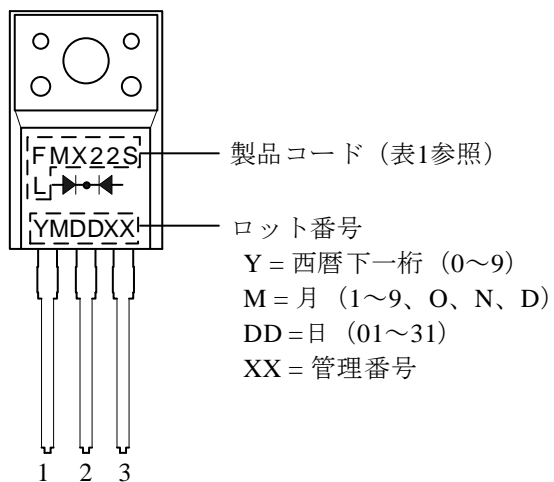 FMX22S
L
製品コード（表1参照）
YMDDXX
ロット番号
Y = 西暦下一桁（0～9）
M = 月（1～9、O、N、D）
DD =日（01～31）
XX = 管理番号
1 2 3